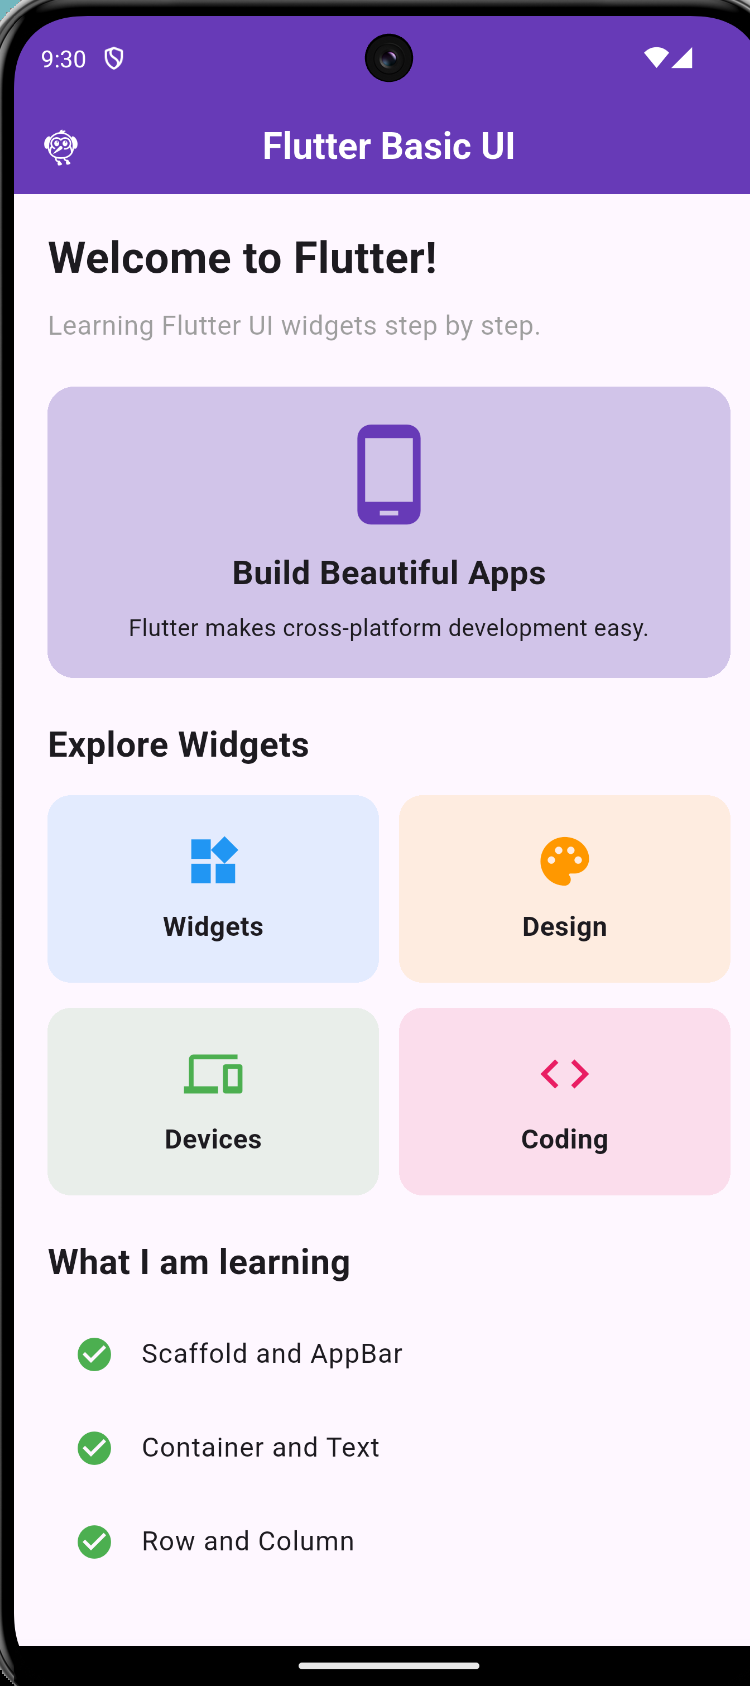 9:30
Flutter Basic UI
Welcome to Flutter!
Learning Flutter UI widgets step by step.
Build Beautiful Apps
Flutter makes cross-platform development easy.
Explore Widgets
Widgets
Design
Devices
Coding
What I am learning
Scaffold and AppBar
Container and Text
Row and Column